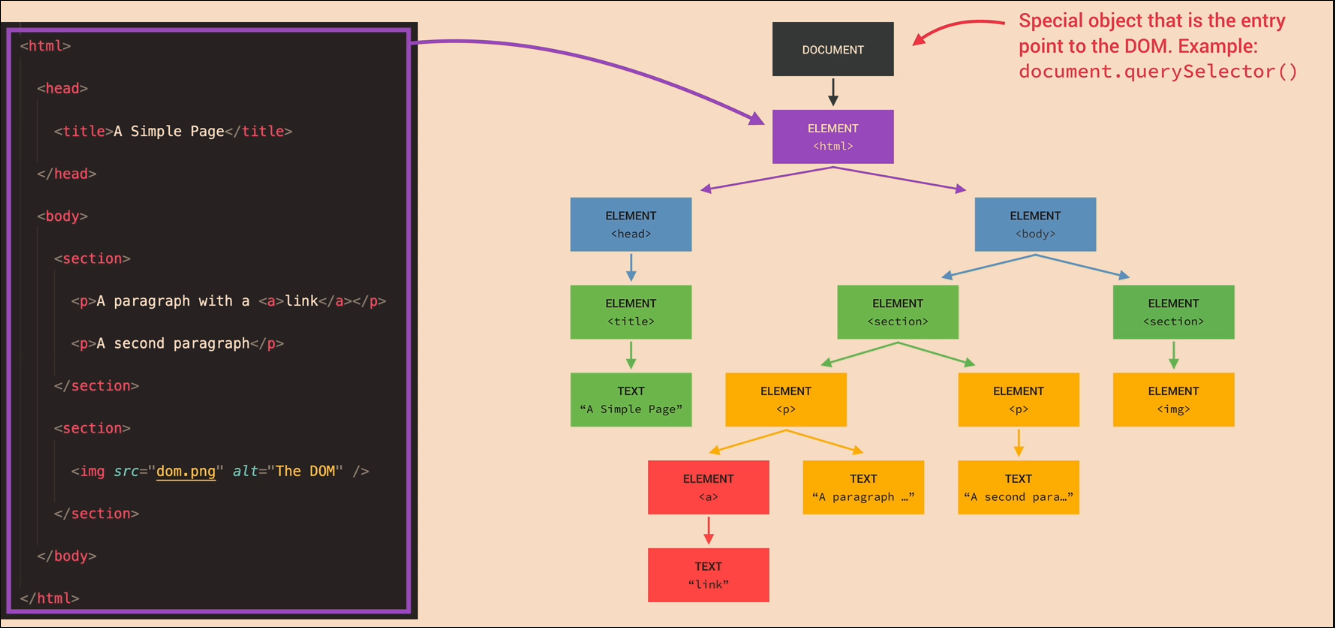 <html>
<head>
<title>A Simple Page</title>
</head>
<body>
<section>
<p>A paragraph with a <a>link</a></p>
<p>A second paragraph</p>
</section>
<section>
<img src="dom.png" alt="The DOM" />
</section>
</body>
</html>
DOCUMENT
Special object that is the entry
point to the DOM. Example:
document.querySelector()
ELEMENT
<html>
ELEMENT
<head>
ELEMENT
<body>
ELEMENT
<title>
ELEMENT
<section>
ELEMENT
<section>
TEXT
“A Simple Page”
ELEMENT
<p>
ELEMENT
<p>
ELEMENT
<img>
ELEMENT
<a>
TEXT
“A paragraph …”
TEXT
“A second para…”
TEXT
“link”